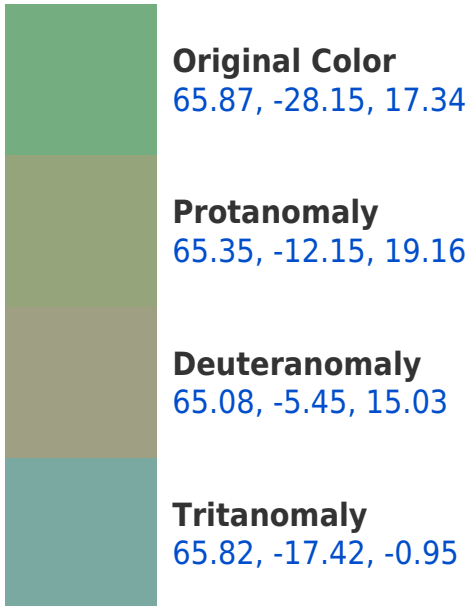 Original Color
65.87, -28.15, 17.34
Protanomaly
65.35, -12.15, 19.16
Deuteranomaly
65.08, -5.45, 15.03
Tritanomaly
65.82, -17.42, -0.95